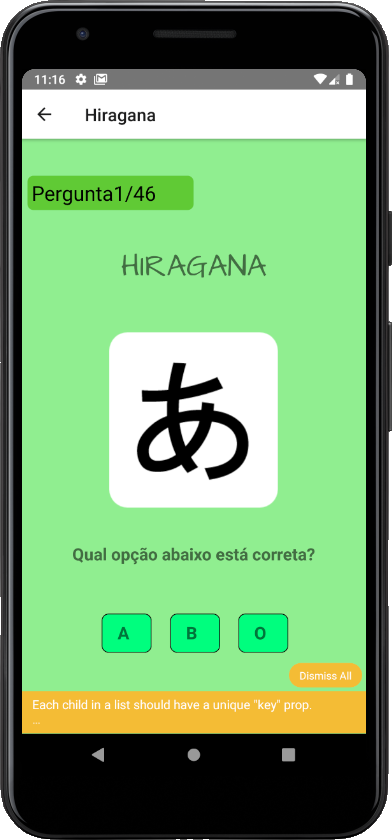 11:16
Hiragana
Pergunta1/46
HIRAGANA
あ
Qual opção abaixo está correta?
A B O
Dismiss All
Each child in a list should have a unique "key" prop.
...